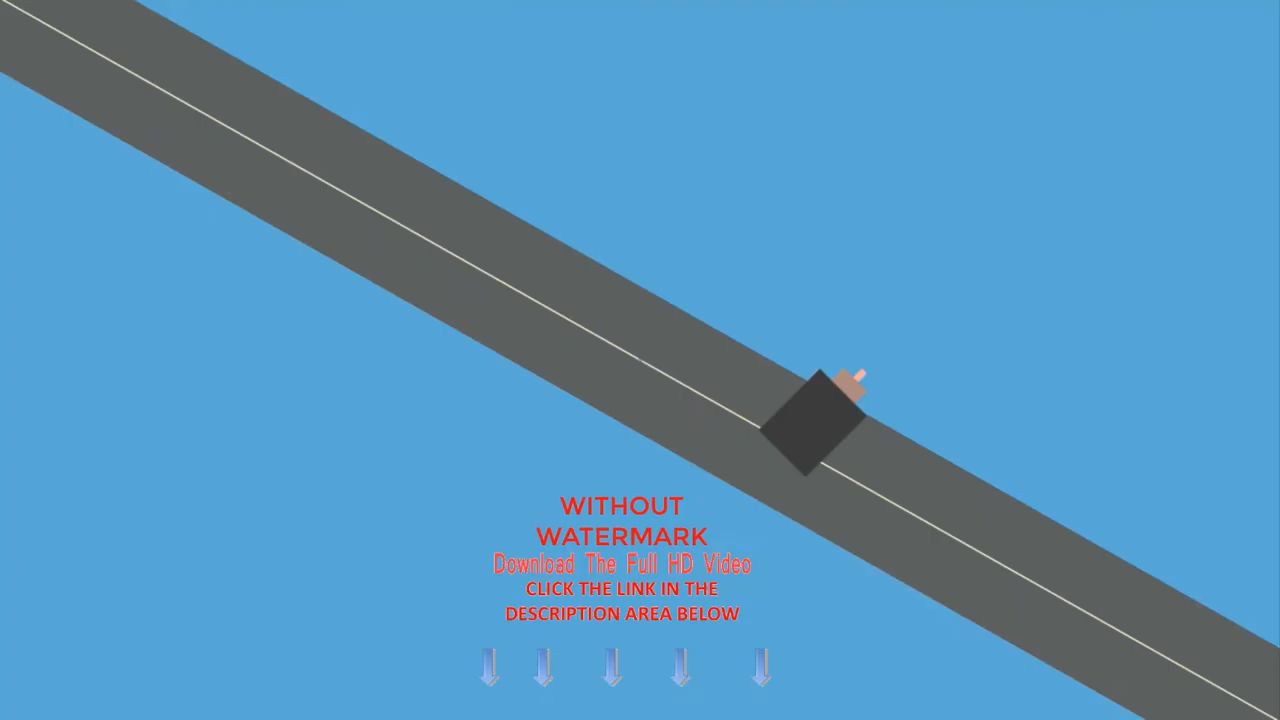 WITHOUT
WATERMARK
Download The Full HD Video
CLICK THE LINK IN THE
DESCRIPTION AREA BELOW